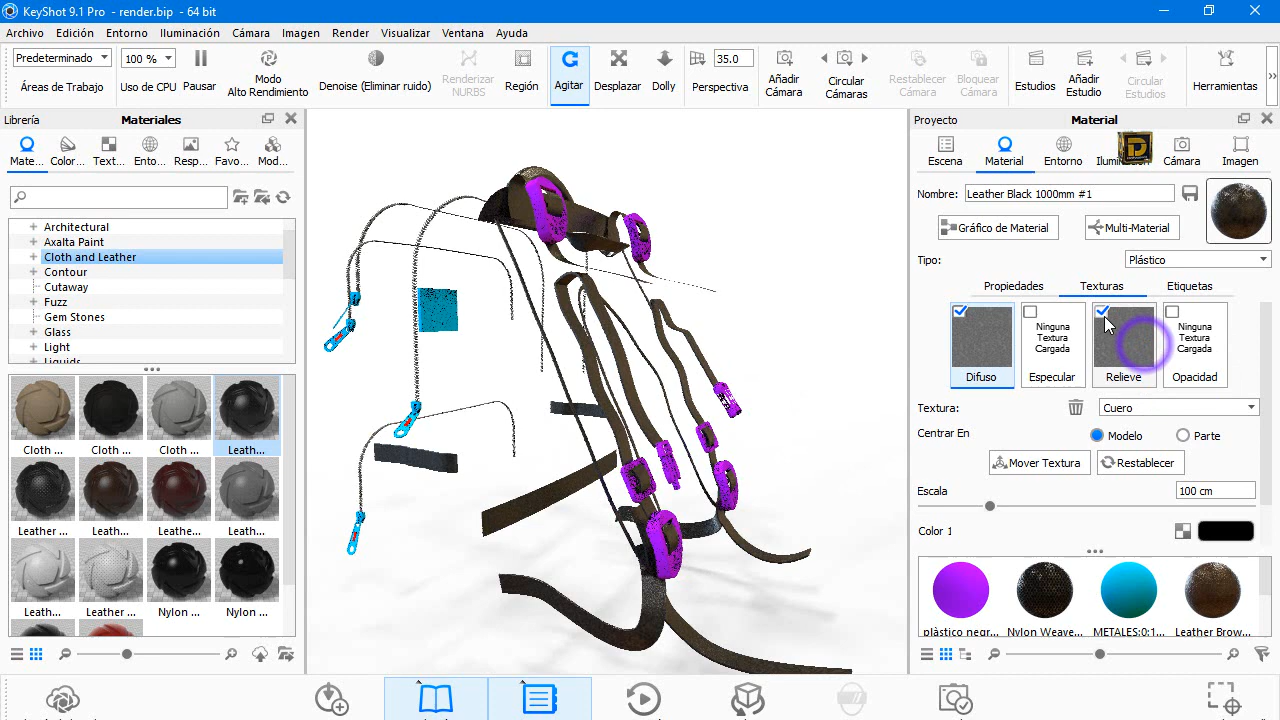 KeyShot 9.1 Pro - render.bip - 64 bit
Archivo Edición Entorno Iluminación Cámara Imagen Render Visualizar Ventana Ayuda
Predeterminado 100 % 35.0
Áreas de Trabajo Uso de CPU Pausar Modo Alto Rendimiento Denoise (Eliminar ruido) Renderizar NURBS Región Agitar Desplazar Dolly Perspectiva Añadir Cámara Circular Cámaras Restablecer Cámara Bloquear Cámara Estudios Añadir Estudio Circular Estudios Herramientas
Librería Materiales
Mate... Color... Text... Ento... Resp... Favo... Mod...
Architectural
Axalta Paint
Cloth and Leather
Contour
Cutaway
Fuzz
Gem Stones
Glass
Light
Liquids
Cloth ... Cloth ... Cloth ... Leath...
Leather ... Leath... Leathe... Leath...
Leath... Leather ... Nylon ... Nylon ...
Proyecto Material
Escena Material Entorno Cámara Imagen
Nombre: Leather Black 1000mm #1
Gráfico de Material Multi-Material
Tipo: Plástico
Propiedades Texturas Etiquetas
Ninguna Textura Cargada
Ninguna Textura Cargada
Difuso Especular Relieve Opacidad
Textura: Cuero
Centrar En Modelo Parte
Mover Textura Restablecer
Escala 100 cm
Color 1
plàstico negr... Nylon Weave... METALES:0:1... Leather Brow...